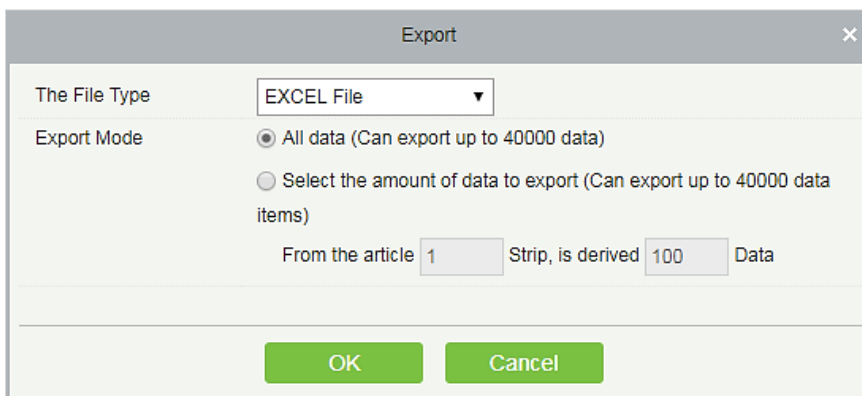 Export
The File Type EXCEL File
Export Mode All data (Can export up to 40000 data)
Select the amount of data to export (Can export up to 40000 data
items)
From the article 1 Strip, is derived 100 Data
OK Cancel